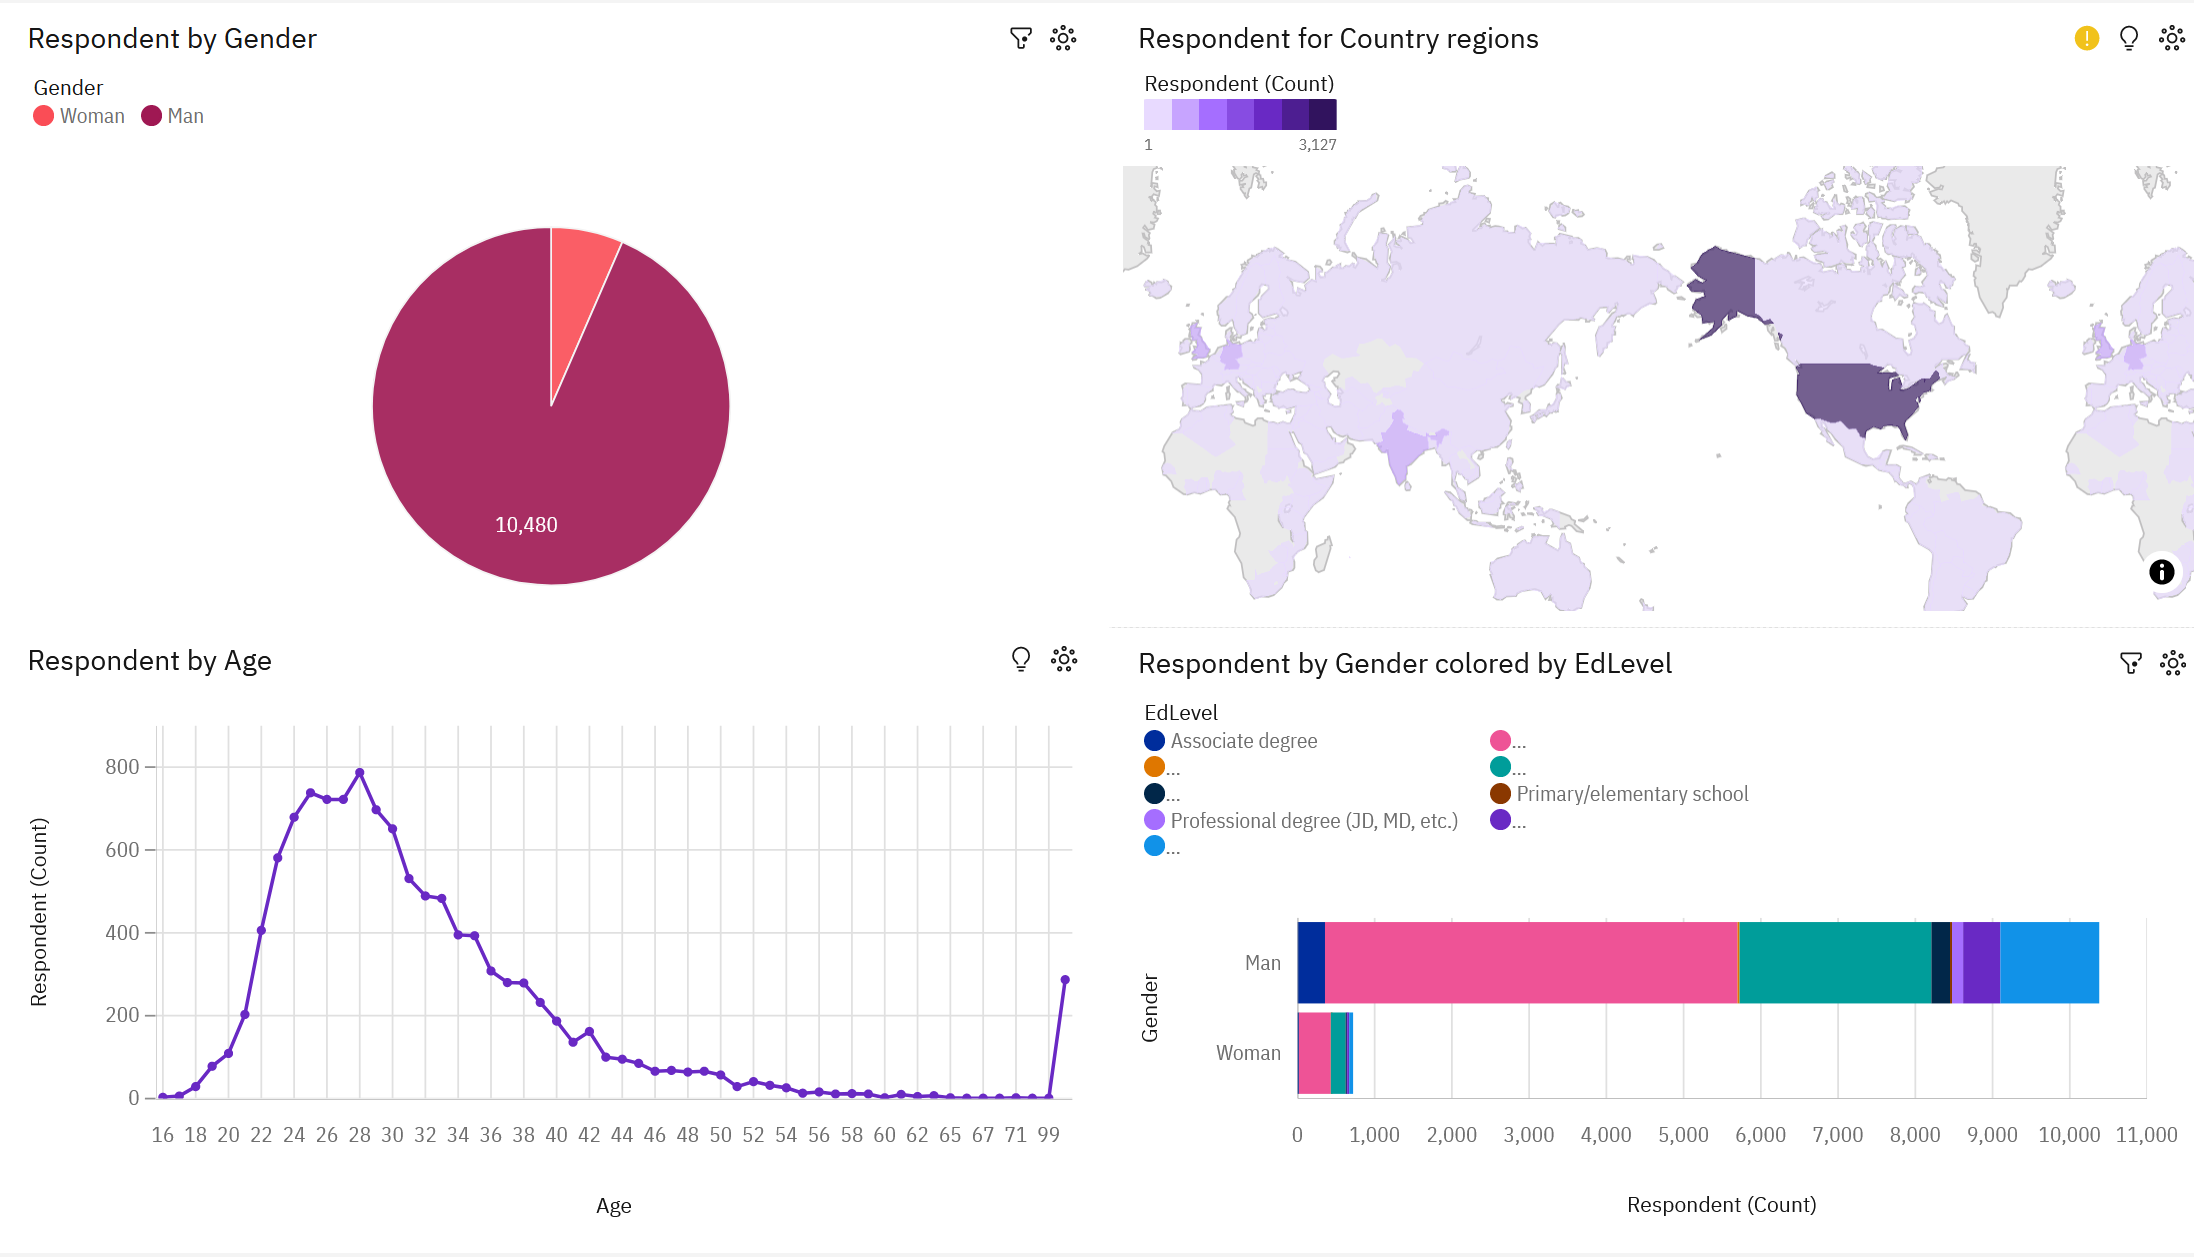 Respondent by Gender
Gender
Woman Man
10,480
Respondent for Country regions
Respondent (Count)
1 3,127
Respondent by Age
Respondent (Count)
800
600
400
200
0
16 18 20 22 24 26 28 30 32 34 36 38 40 42 44 46 48 50 52 54 56 58 60 62 65 67 71 99
Age
Respondent by Gender colored by EdLevel
EdLevel
Associate degree ...
... ...
... Primary/elementary school
Professional degree (JD, MD, etc.) ...
...
Gender
Man
Woman
0 1,000 2,000 3,000 4,000 5,000 6,000 7,000 8,000 9,000 10,000 11,000
Respondent (Count)